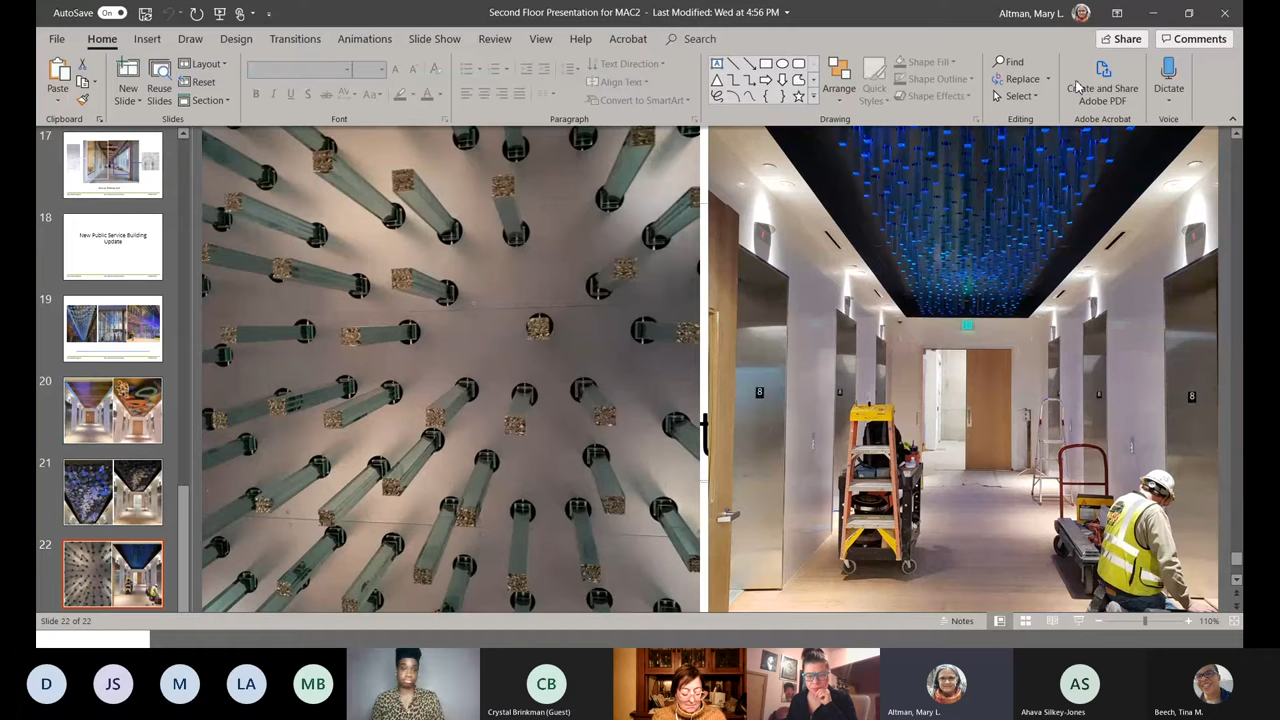 AutoSave On
Second Floor Presentation for MAC2 - Last Modified: Wed at 4:56 PM
Altman, Mary L.
File Home Insert Draw Design Transitions Animations Slide Show Review View Help Acrobat Search
Share Comments
Paste
New Slide
Reuse Slides
Layout
Reset
Section
B I U S
Text Direction
Align Text
Convert to SmartArt
Arrange
Quick Styles
Shape Fill
Shape Outline
Shape Effects
Find
Replace
Select
Create and Share Adobe PDF
Dictate
Clipboard Slides Font Paragraph Drawing Editing Adobe Acrobat Voice
17
18
New Public Service Building
Update
19
20
21
22
8
8
8
t
Slide 22 of 22
Notes
110%
D
JS
M
LA
MB
CB
Crystal Brinkman (Guest)
Altman, Mary L.
AS
Ahava Silkey-Jones
Beech, Tina M.